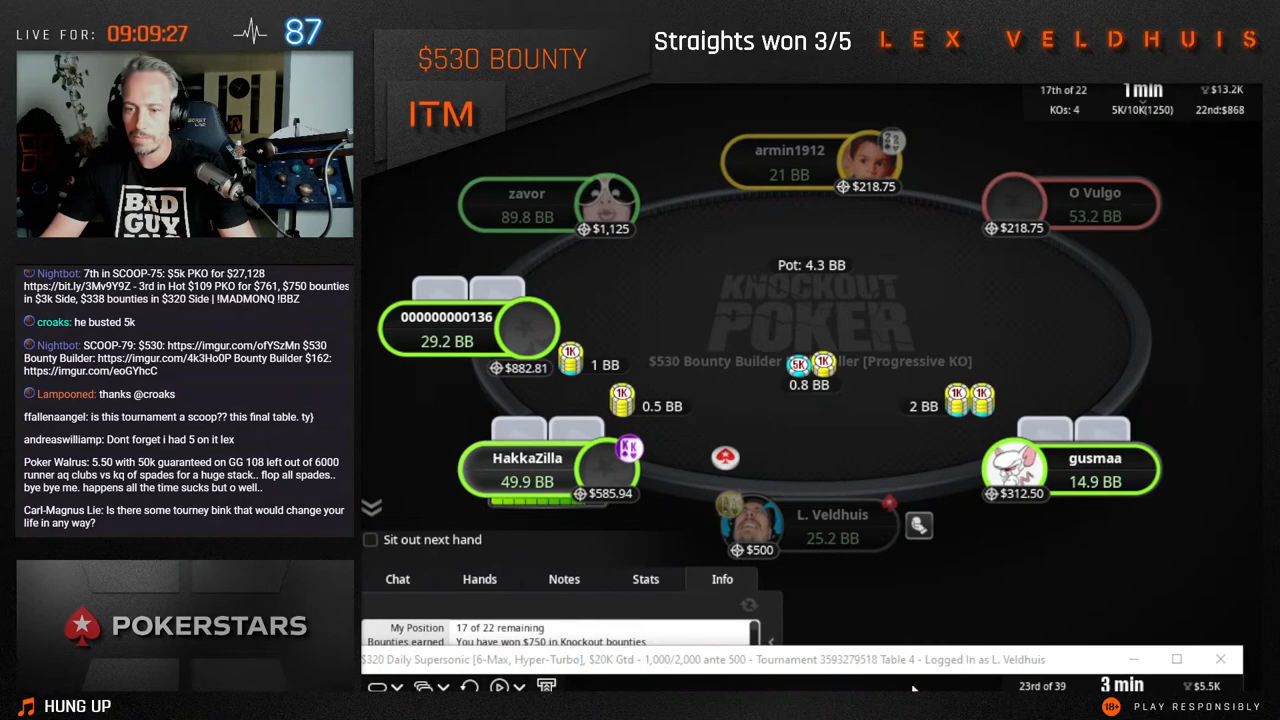 LIVE FOR: 09:09:27 87
$530 BOUNTY
ITM
Straights won 3/5
LEX VELDHUIS
17th of 22 1 min $13.2K
KOs: 4 5K/10K(1250) 22nd:$868
armin1912
21 BB
$218.75
zavor
89.8 BB
$1,125
O Vulgo
53.2 BB
$218.75
Pot: 4.3 BB
KNOCKOUT
POKER
000000000136
29.2 BB
$882.81
1K
1 BB
5K 1K
0.8 BB
1K
0.5 BB
2 BB
1K 1K
HakkaZilla
49.9 BB
$585.94
gusmaa
14.9 BB
$312.50
L. Veldhuis
25.2 BB
$500
BAD
GUY
Nightbot: 7th in SCOOP-75: $5k PKO for $27,128
https://bit.ly/3Mv9Y9Z - 3rd in Hot $109 PKO for $761, $750 bounties
in $3k Side, $338 bounties in $320 Side | !MADMONQ !BBZ
croaks: he busted 5k
Nightbot: SCOOP-79: $530: https://imgur.com/ofYSzMn $530
Bounty Builder: https://imgur.com/4k3Ho0P Bounty Builder $162:
https://imgur.com/eoGYhcC
Lampooned: thanks @croaks
ffallenaangel: is this tournament a scoop?? this final table. ty}
andreaswilliamp: Dont forget i had 5 on it lex
Poker Walrus: 5.50 with 50k guaranteed on GG 108 left out of 6000
runner aq clubs vs kq of spades for a huge stack.. flop all spades..
bye bye me. happens all the time sucks but o well..
Carl-Magnus Lie: Is there some tourney bink that would change your
life in any way?
Sit out next hand
Chat Hands Notes Stats Info
My Position 17 of 22 remaining
Bounties earned You have won $750 in Knockout bounties
$320 Daily Supersonic [6-Max, Hyper-Turbo], $20K Gtd - 1,000/2,000 ante 500 - Tournament 3593279518 Table 4 - Logged In as L. Veldhuis
23rd of 39 3 min $5.5K
POKERSTARS
HUNG UP
18+ PLAY RESPONSIBLY